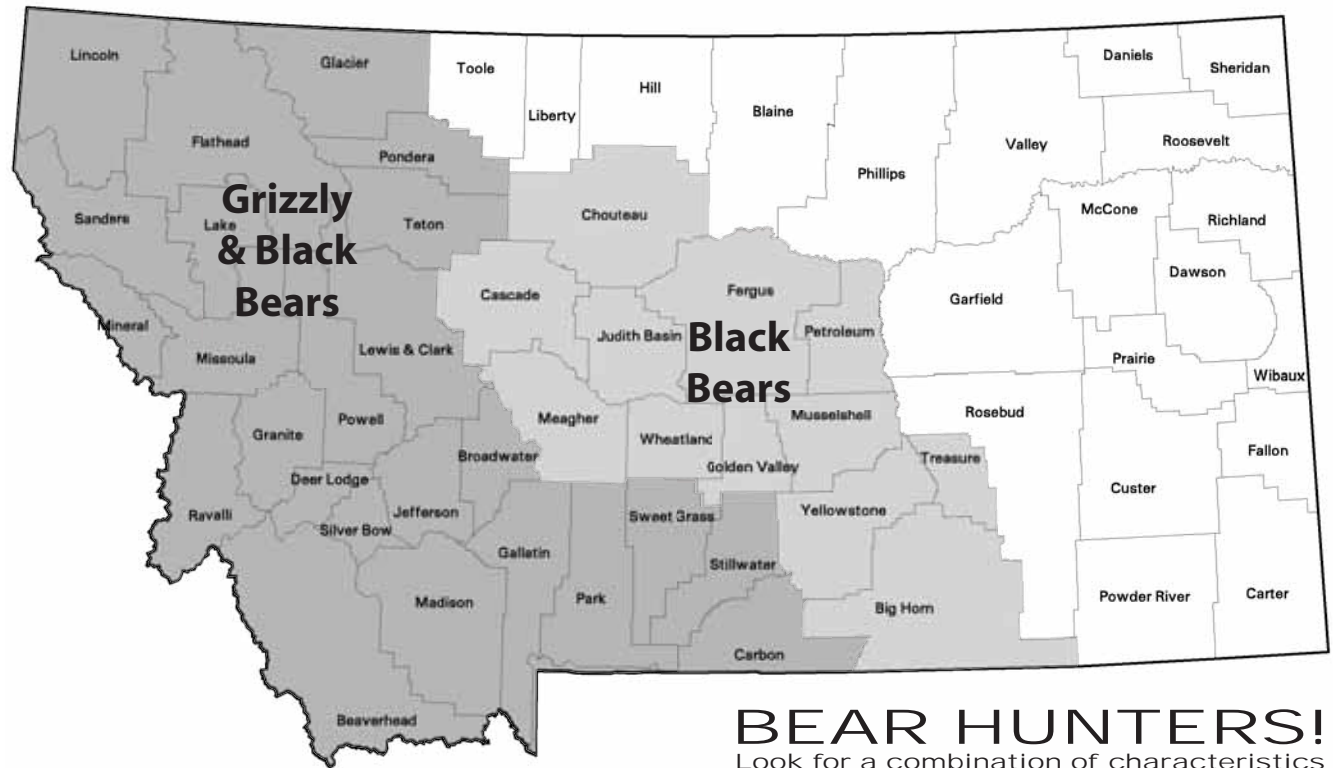 Lincoln
Glacier
Toole
Liberty
Hill
Blaine
Daniels
Sheridan
Flathead
Pondera
Phillips
Valley
Roosevelt
Sanders
Lake
Teton
Chouteau
McCone
Richland
Grizzly
& Black
Bears
Cascade
Fergus
Garfield
Dawson
Mineral
Missoula
Lewis & Clark
Judith Basin
Petroleum
Black
Bears
Prairie
Wibaux
Granite
Powell
Meagher
Wheatland
Musselshell
Rosebud
Broadwater
Golden Valley
Treasure
Fallon
Deer Lodge
Custer
Ravalli
Silver Bow
Jefferson
Sweet Grass
Yellowstone
Gallatin
Stillwater
Madison
Park
Big Horn
Powder River
Carter
Carbon
Beaverhead
BEAR HUNTERS!
Look for a combination of characteristics